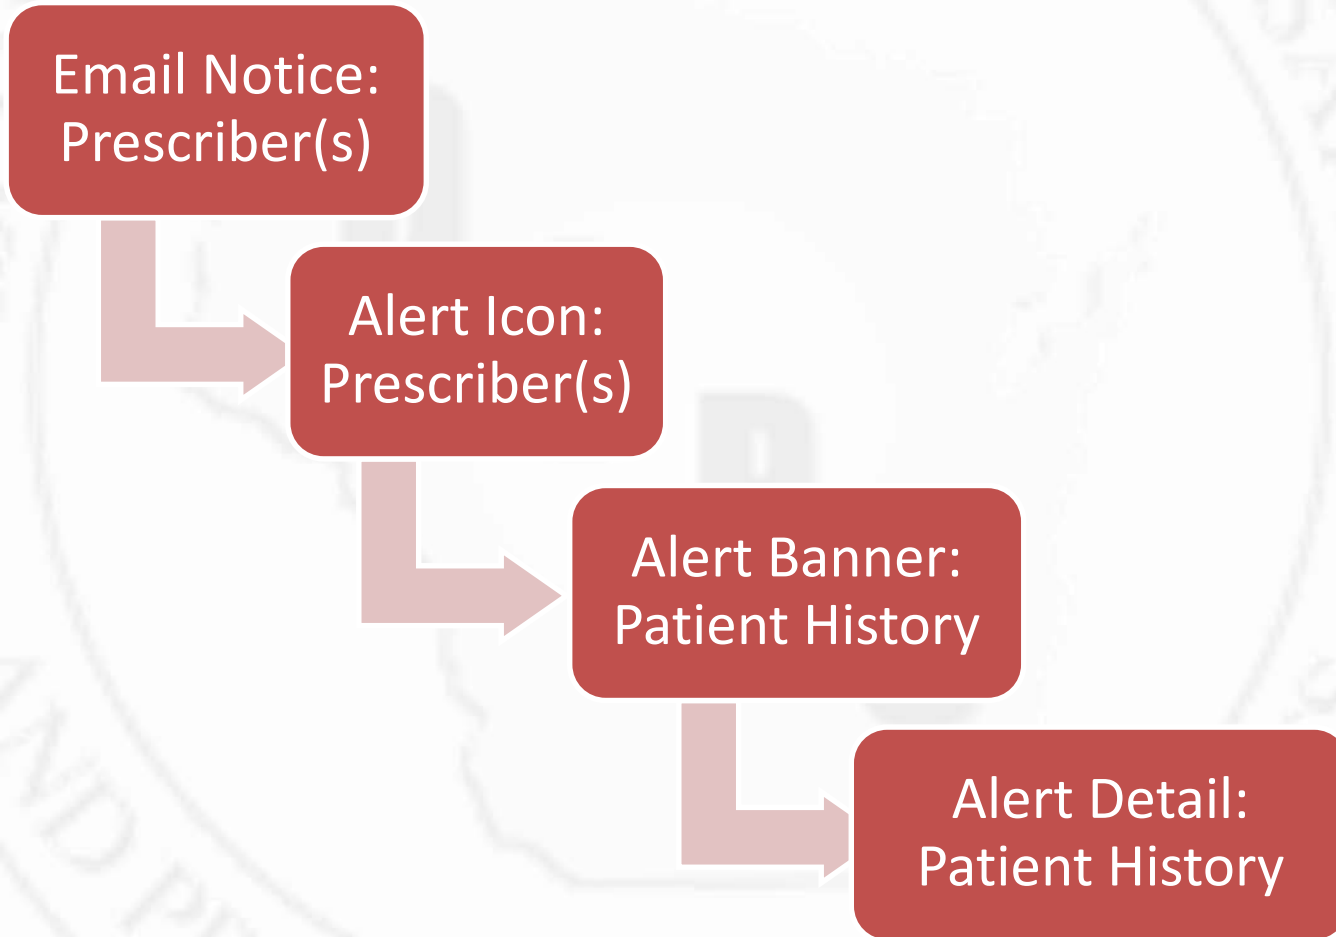 Email Notice:
Prescriber(s)
Alert Icon:
Prescriber(s)
Alert Banner:
Patient History
Alert Detail:
Patient History